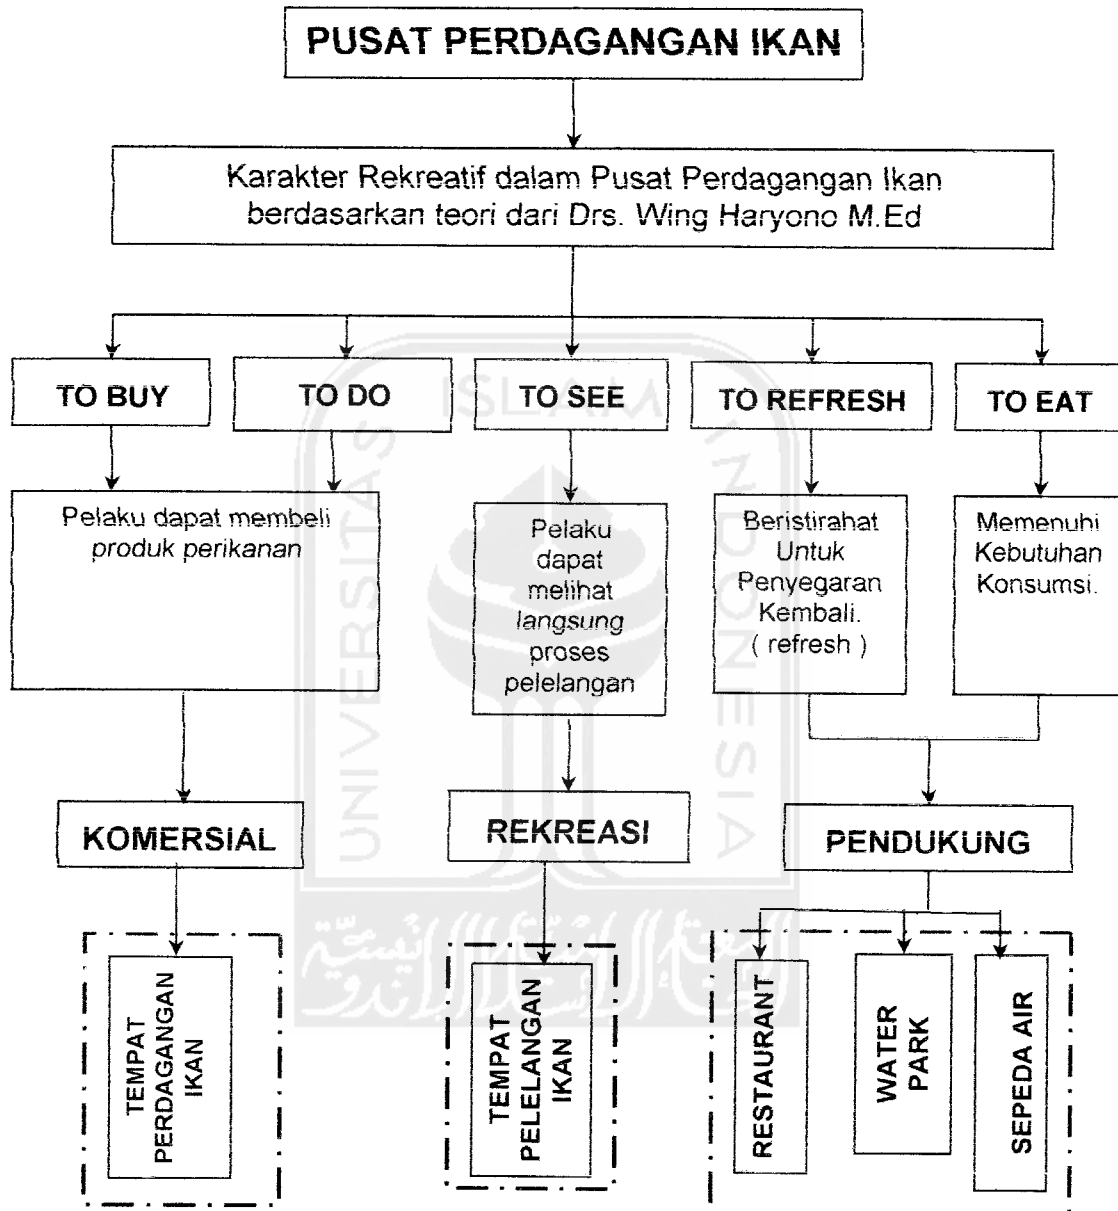 PUSAT PERDAGANGAN IKAN
Karakter Rekreatif dalam Pusat Perdagangan Ikan
berdasarkan teori dari Drs. Wing Haryono M.Ed
TO BUY
TO DO
TO SEE
TO REFRESH
TO EAT
Pelaku dapat membeli
produk perikanan
Pelaku
dapat
melihat
langsung
proses
pelelangan
Beristirahat
Untuk
Penyegaran
Kembali.
( refresh )
Memenuhi
Kebutuhan
Konsumsi.
KOMERSIAL
REKREASI
PENDUKUNG
TEMPAT
PERDAGANGAN
IKAN
TEMPAT
PELELANGAN
IKAN
RESTAURANT
WATER
PARK
SEPEDA AIR
UNIVERSITAS
ISLAM
INDONESIA